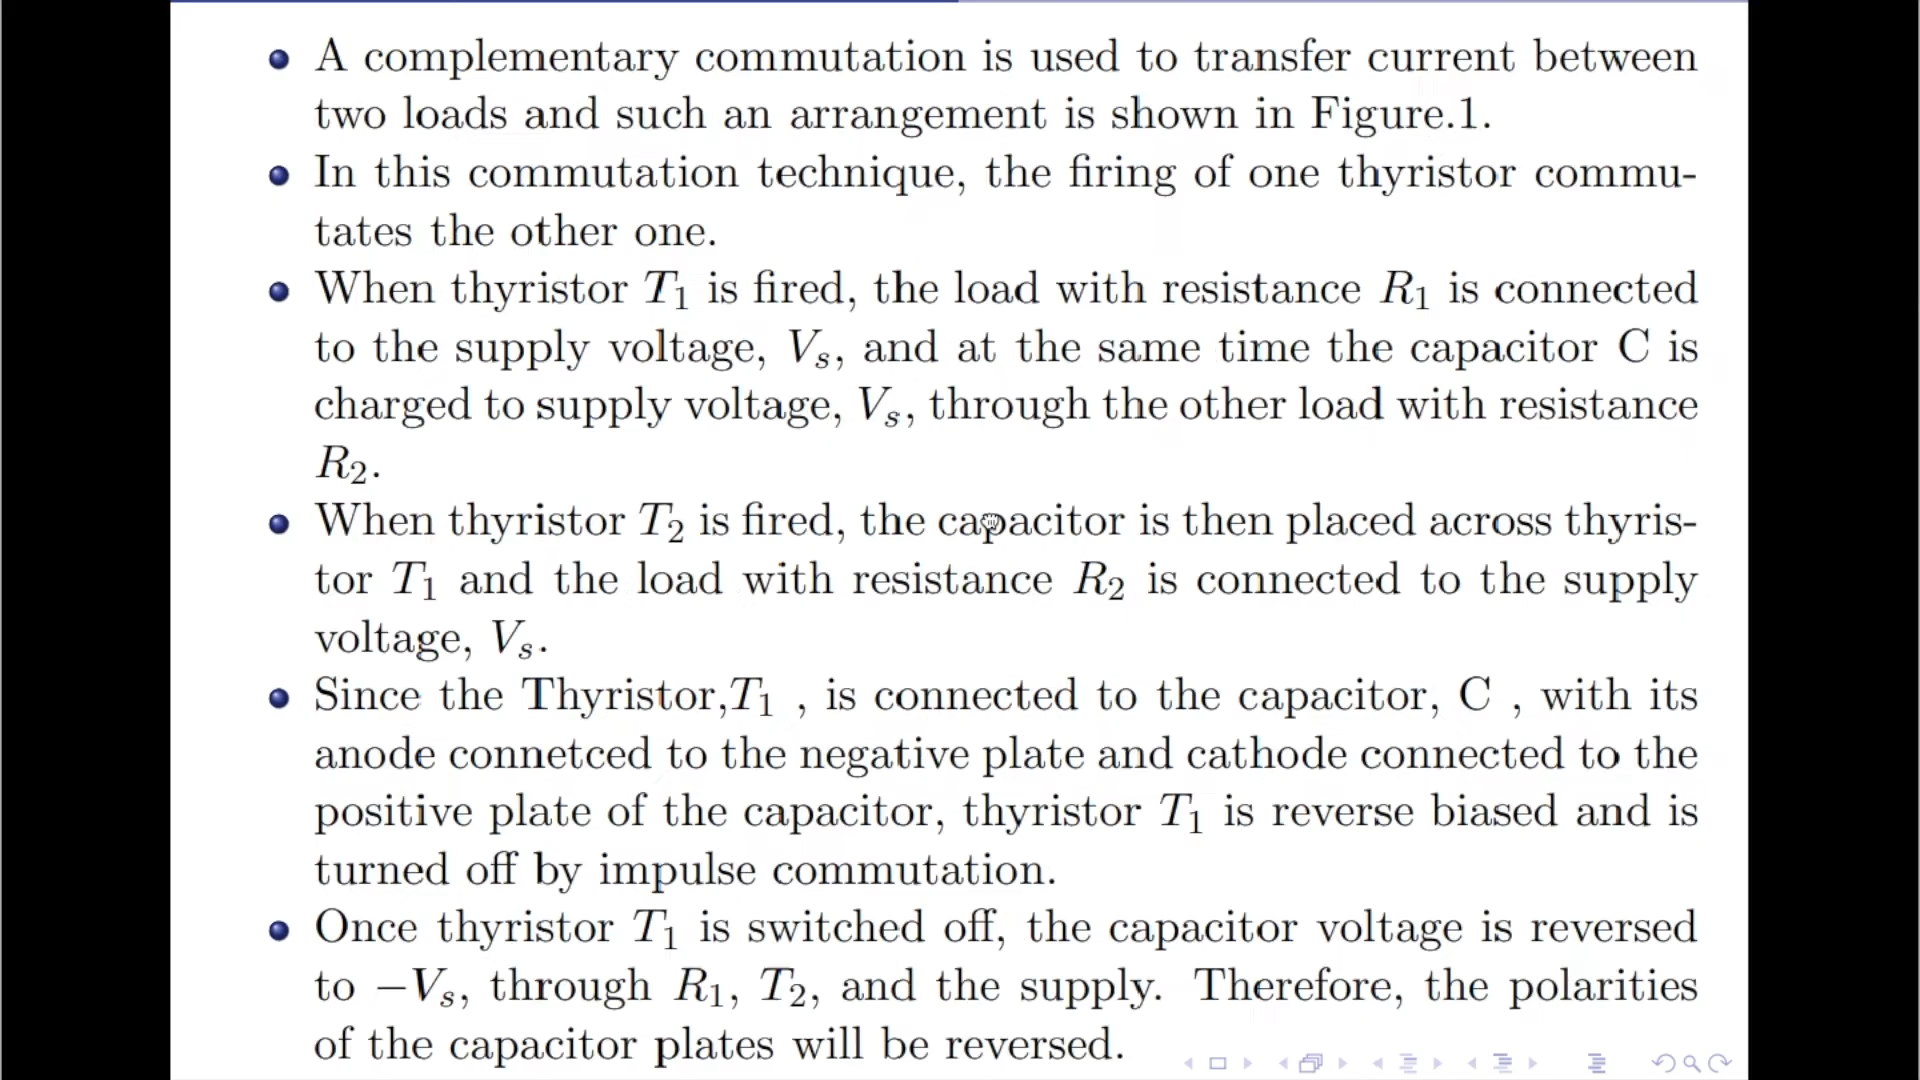 A complementary commutation is used to transfer current between
two loads and such an arrangement is shown in Figure.1.
In this commutation technique, the firing of one thyristor commu-
tates the other one.
When thyristor T₁ is fired, the load with resistance R₁ is connected
to the supply voltage, Vₛ, and at the same time the capacitor C is
charged to supply voltage, Vₛ, through the other load with resistance
R₂.
When thyristor T₂ is fired, the capacitor is then placed across thyris-
tor T₁ and the load with resistance R₂ is connected to the supply
voltage, Vₛ.
Since the Thyristor,T₁ , is connected to the capacitor, C , with its
anode connetced to the negative plate and cathode connected to the
positive plate of the capacitor, thyristor T₁ is reverse biased and is
turned off by impulse commutation.
Once thyristor T₁ is switched off, the capacitor voltage is reversed
to −Vₛ, through R₁, T₂, and the supply. Therefore, the polarities
of the capacitor plates will be reversed.